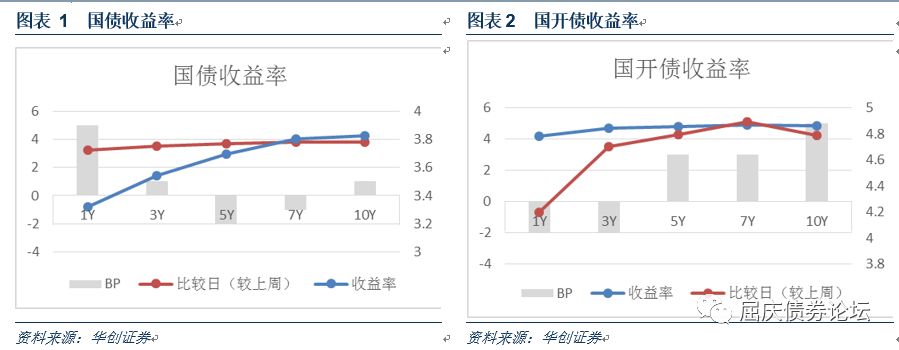 图表 1 国债收益率
国债收益率
6
4
2
0
-2
-4
4
3.8
3.6
3.4
3.2
3
1Y 3Y 5Y 7Y 10Y
BP 比较日（较上周） 收益率
资料来源：华创证券
图表 2 国开债收益率
国开债收益率
6
4
2
0
-2
-4
5
4.8
4.6
4.4
4.2
4
3.8
1Y 3Y 5Y 7Y 10Y
BP 收益率 比较日（较上周）
资料来源：华创证券
屈庆债券论坛